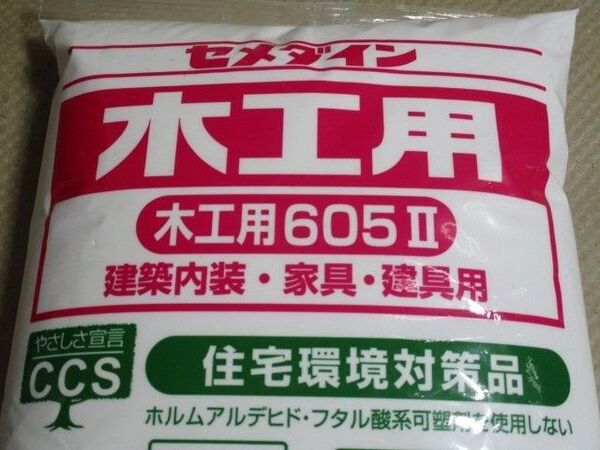 セメダイン
木工用
木工用605Ⅱ
建築内装・家具・建具用
やさしさ宣言
CCS
住宅環境対策品
ホルムアルデヒド・フタル酸系可塑剤を使用しない